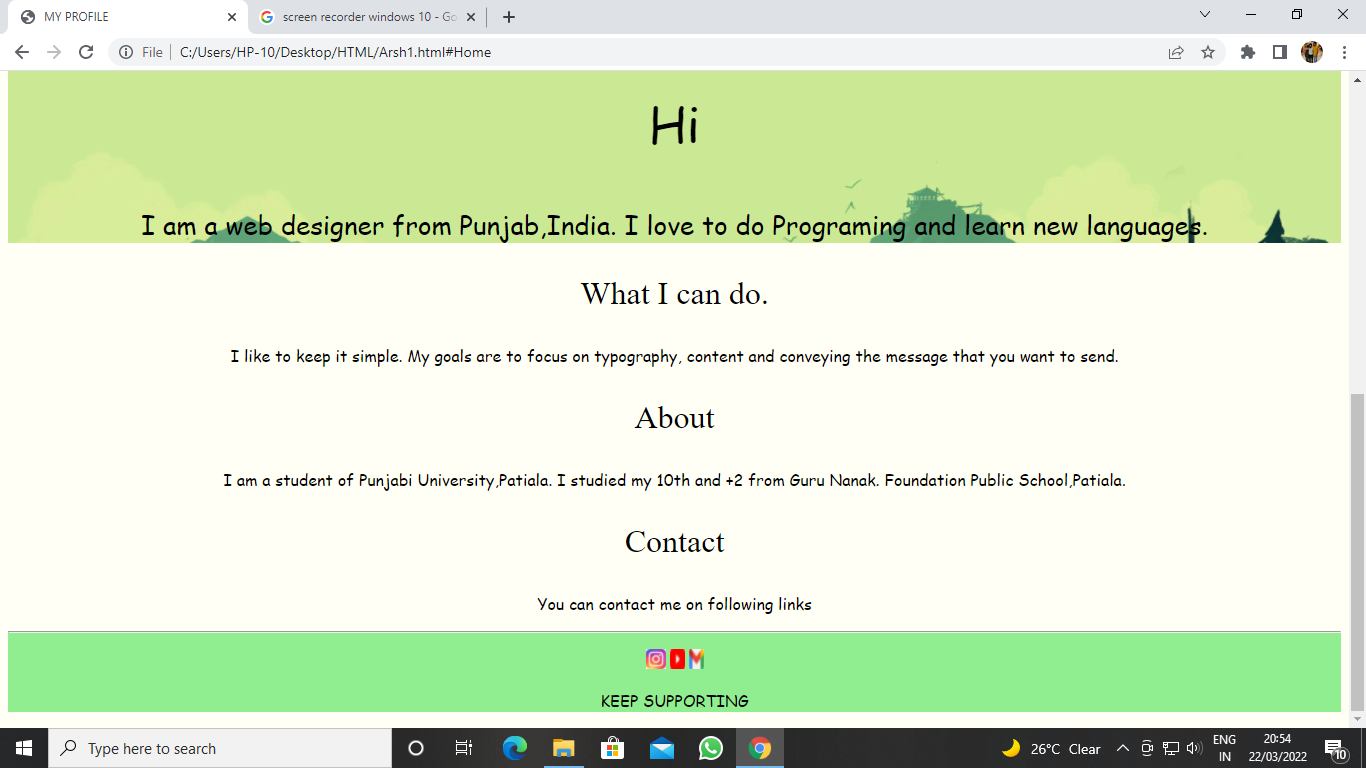 MY PROFILE
screen recorder windows 10 - Go
File
C:/Users/HP-10/Desktop/HTML/Arsh1.html#Home
Hi
I am a web designer from Punjab,India. I love to do Programing and learn new languages.
What I can do.
I like to keep it simple. My goals are to focus on typography, content and conveying the message that you want to send.
About
I am a student of Punjabi University,Patiala. I studied my 10th and +2 from Guru Nanak. Foundation Public School,Patiala.
Contact
You can contact me on following links
KEEP SUPPORTING
Type here to search
26°C Clear
ENG
IN
20:54
22/03/2022
10